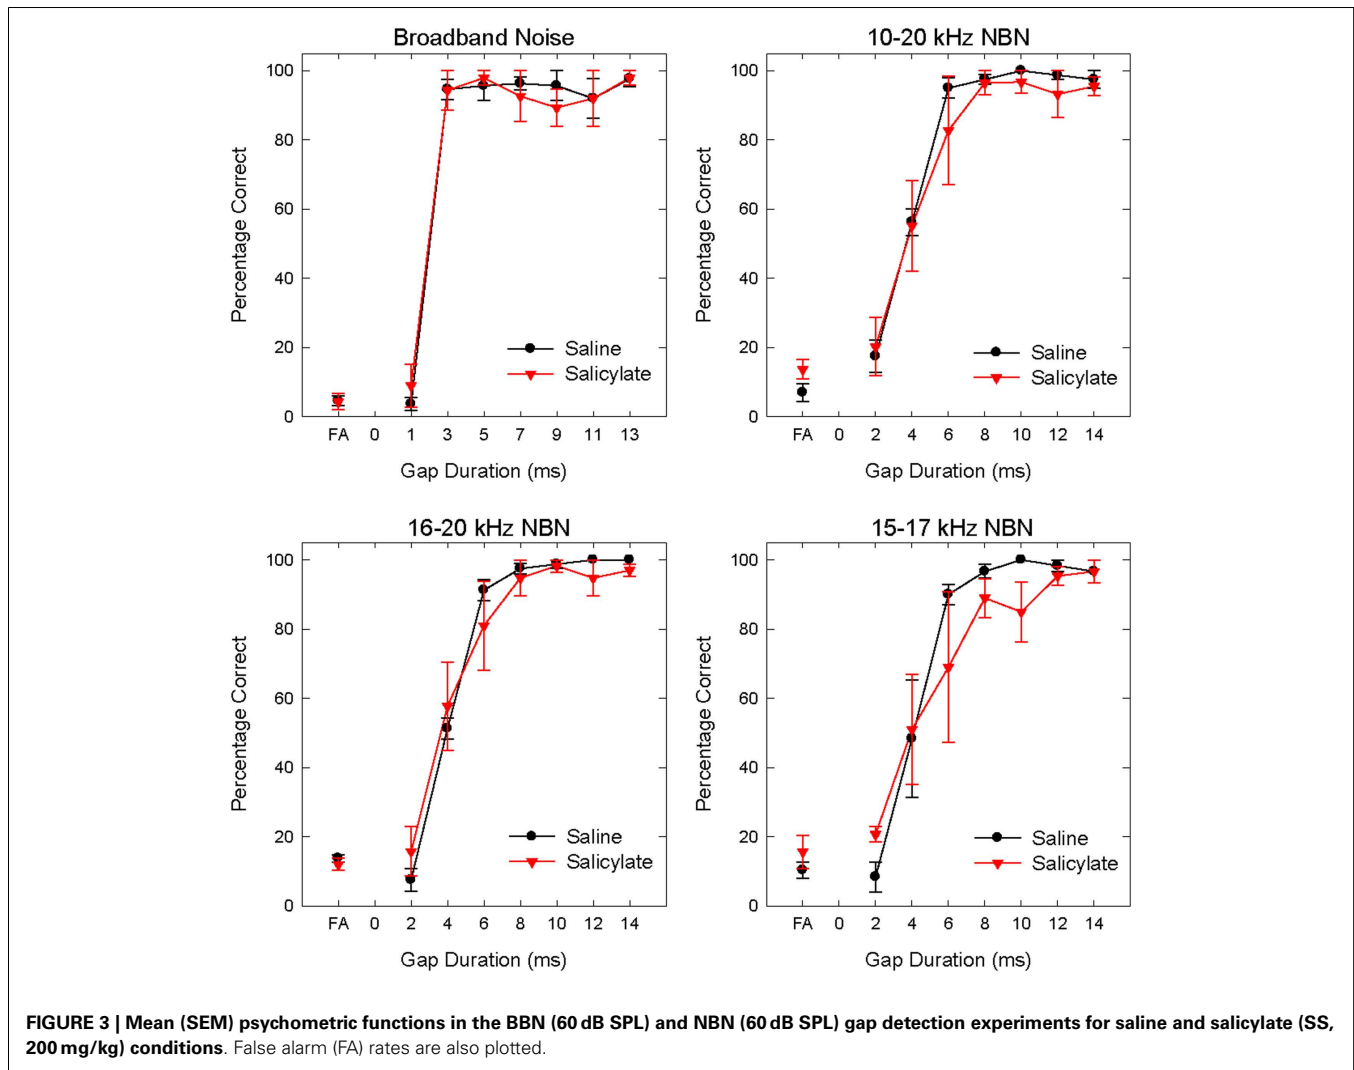 Broadband Noise
100
80
60
40
20
0
Percentage Correct
Saline
Salicylate
FA 0 1 3 5 7 9 11 13
Gap Duration (ms)
10-20 kHz NBN
100
80
60
40
20
0
Percentage Correct
Saline
Salicylate
FA 0 2 4 6 8 10 12 14
Gap Duration (ms)
16-20 kHz NBN
100
80
60
40
20
0
Percentage Correct
Saline
Salicylate
FA 0 2 4 6 8 10 12 14
Gap Duration (ms)
15-17 kHz NBN
100
80
60
40
20
0
Percentage Correct
Saline
Salicylate
FA 0 2 4 6 8 10 12 14
Gap Duration (ms)
FIGURE 3 | Mean (SEM) psychometric functions in the BBN (60 dB SPL) and NBN (60 dB SPL) gap detection experiments for saline and salicylate (SS,
200 mg/kg) conditions. False alarm (FA) rates are also plotted.